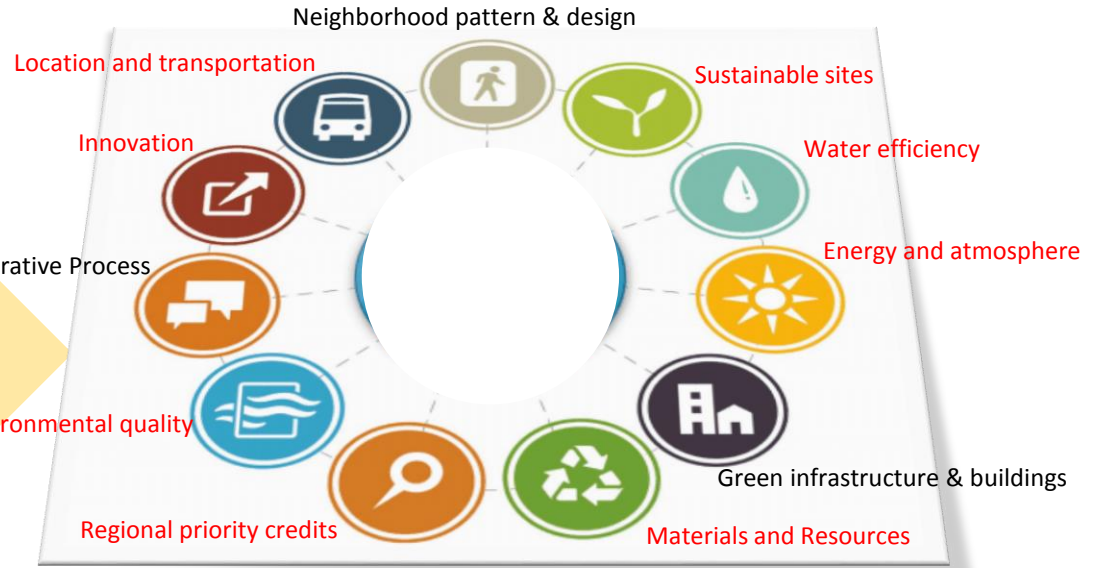 Neighborhood pattern & design
Location and transportation
Sustainable sites
Innovation
Water efficiency
rative Process
Energy and atmosphere
ronmental quality
Green infrastructure & buildings
Regional priority credits
Materials and Resources